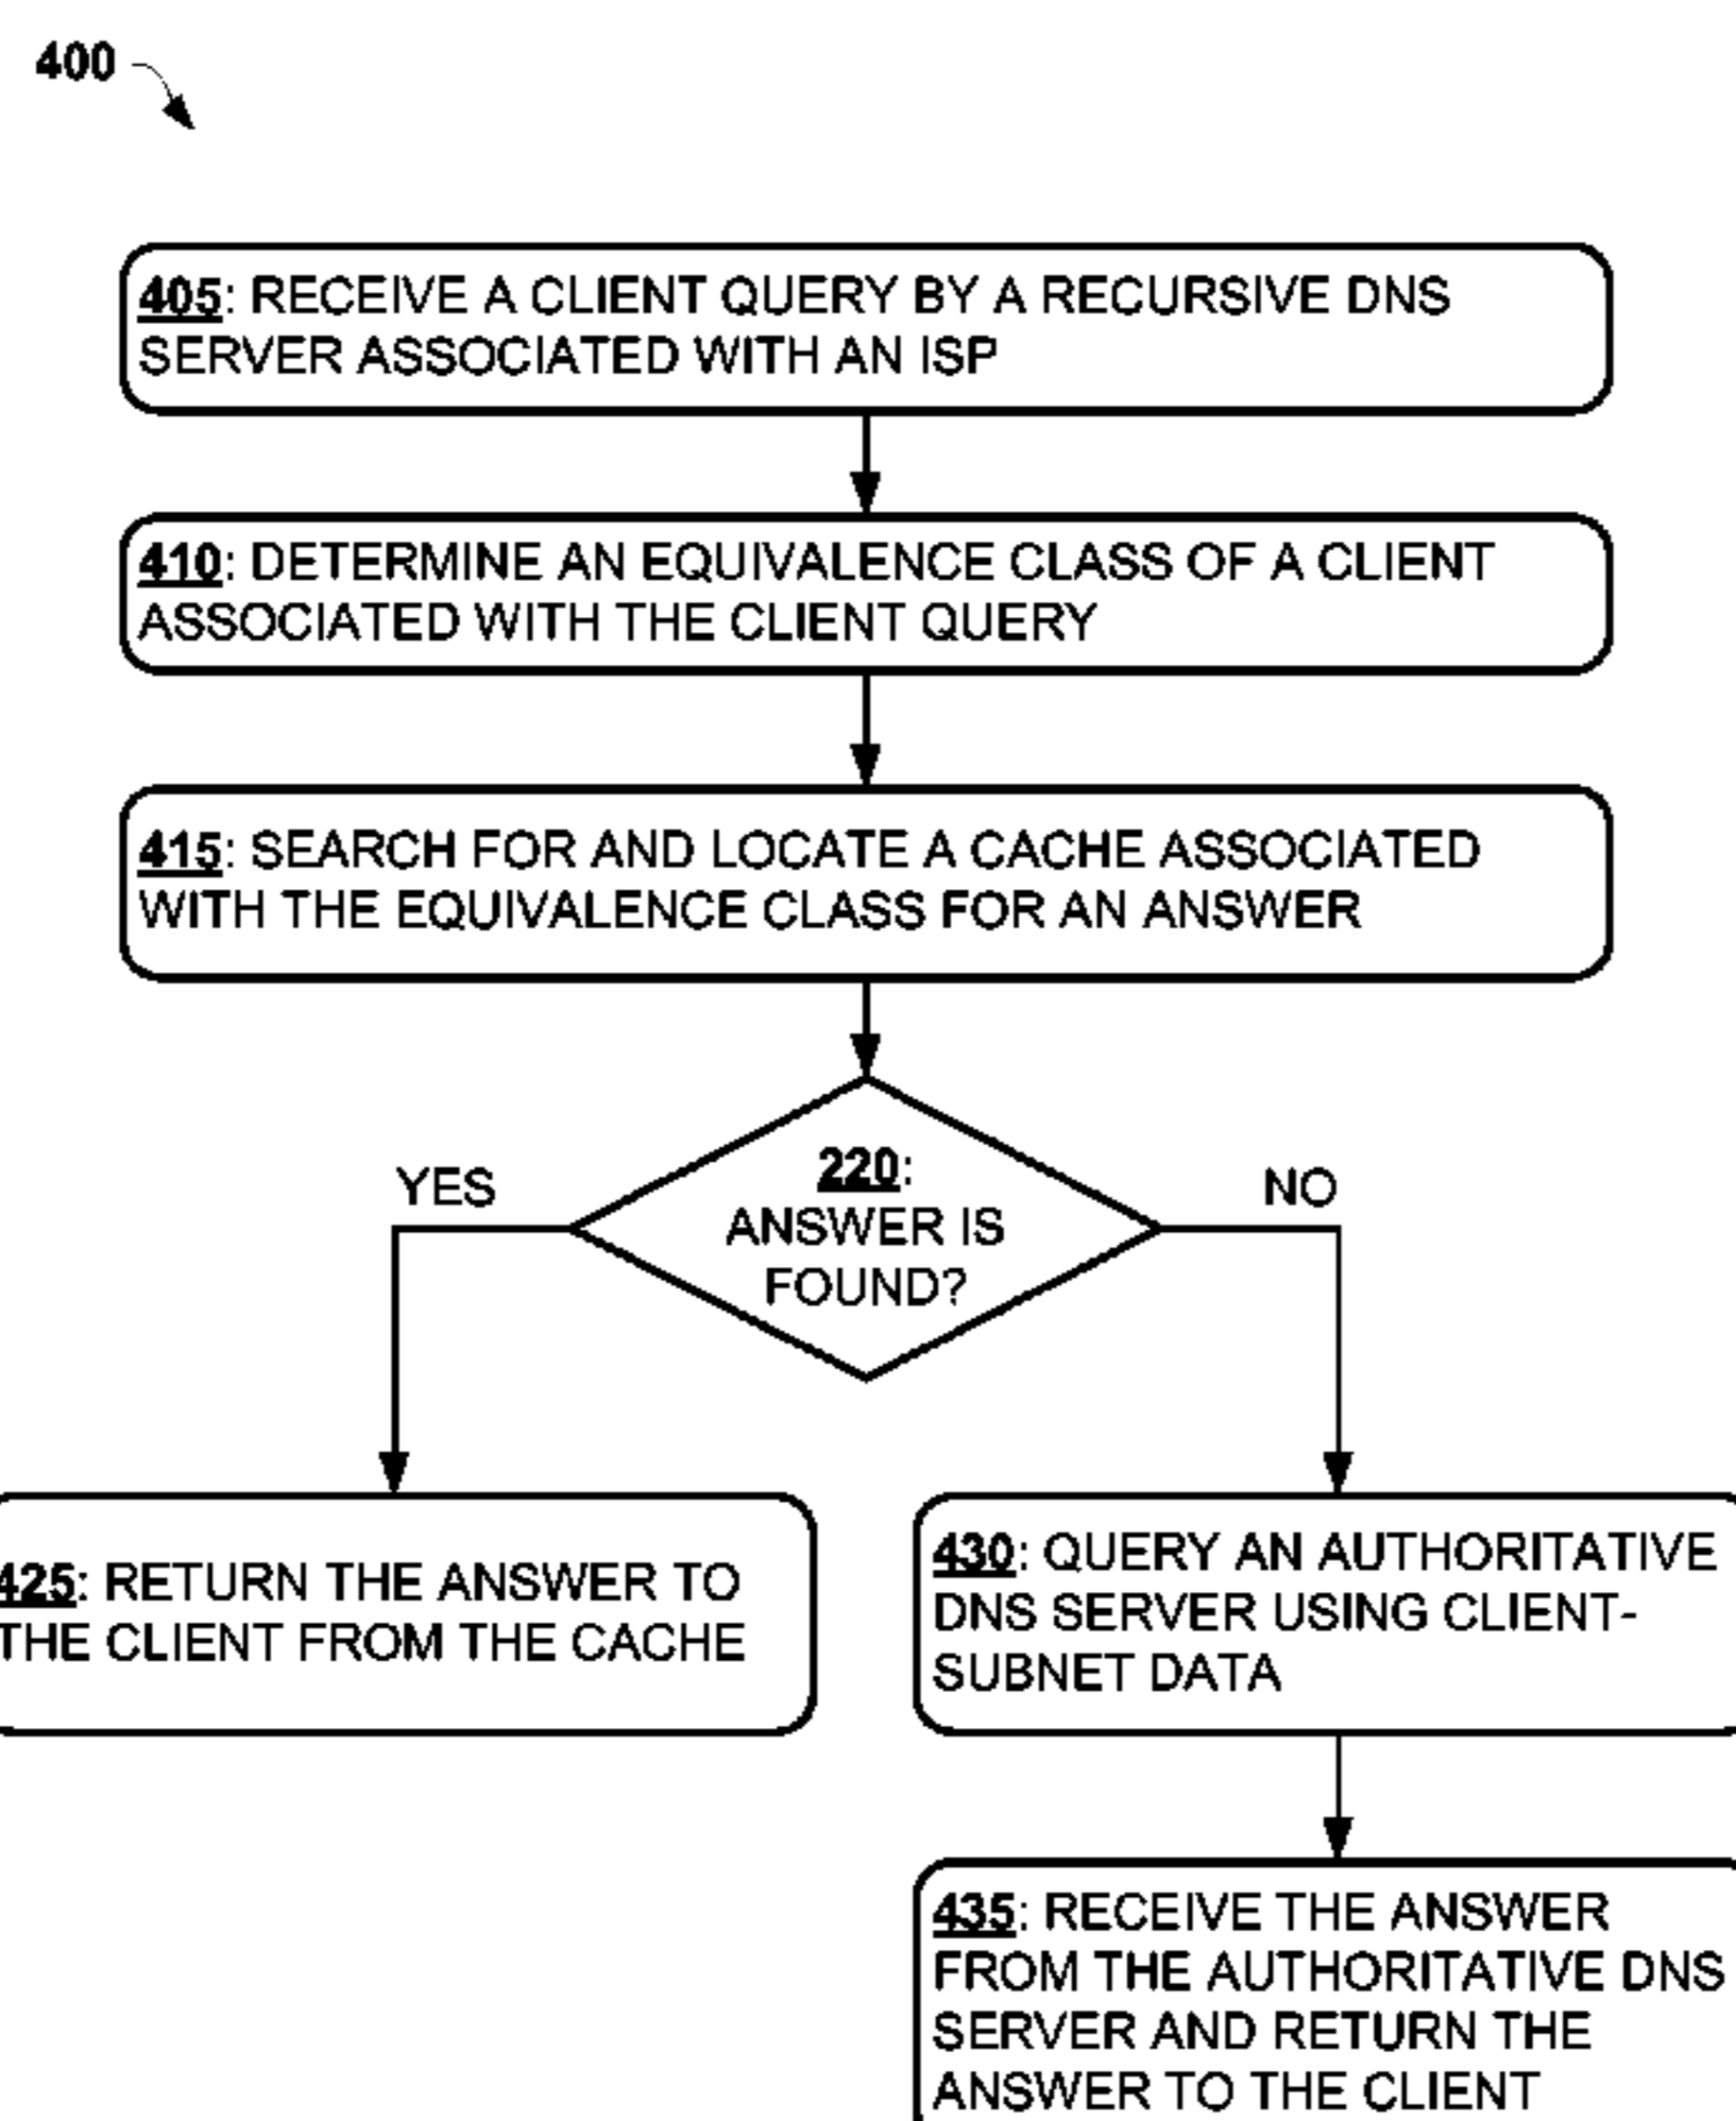 400
405: RECEIVE A CLIENT QUERY BY A RECURSIVE DNS
SERVER ASSOCIATED WITH AN ISP
410: DETERMINE AN EQUIVALENCE CLASS OF A CLIENT
ASSOCIATED WITH THE CLIENT QUERY
415: SEARCH FOR AND LOCATE A CACHE ASSOCIATED
WITH THE EQUIVALENCE CLASS FOR AN ANSWER
220:
ANSWER IS
FOUND?
YES
NO
425: RETURN THE ANSWER TO
THE CLIENT FROM THE CACHE
430: QUERY AN AUTHORITATIVE
DNS SERVER USING CLIENT-
SUBNET DATA
435: RECEIVE THE ANSWER
FROM THE AUTHORITATIVE DNS
SERVER AND RETURN THE
ANSWER TO THE CLIENT